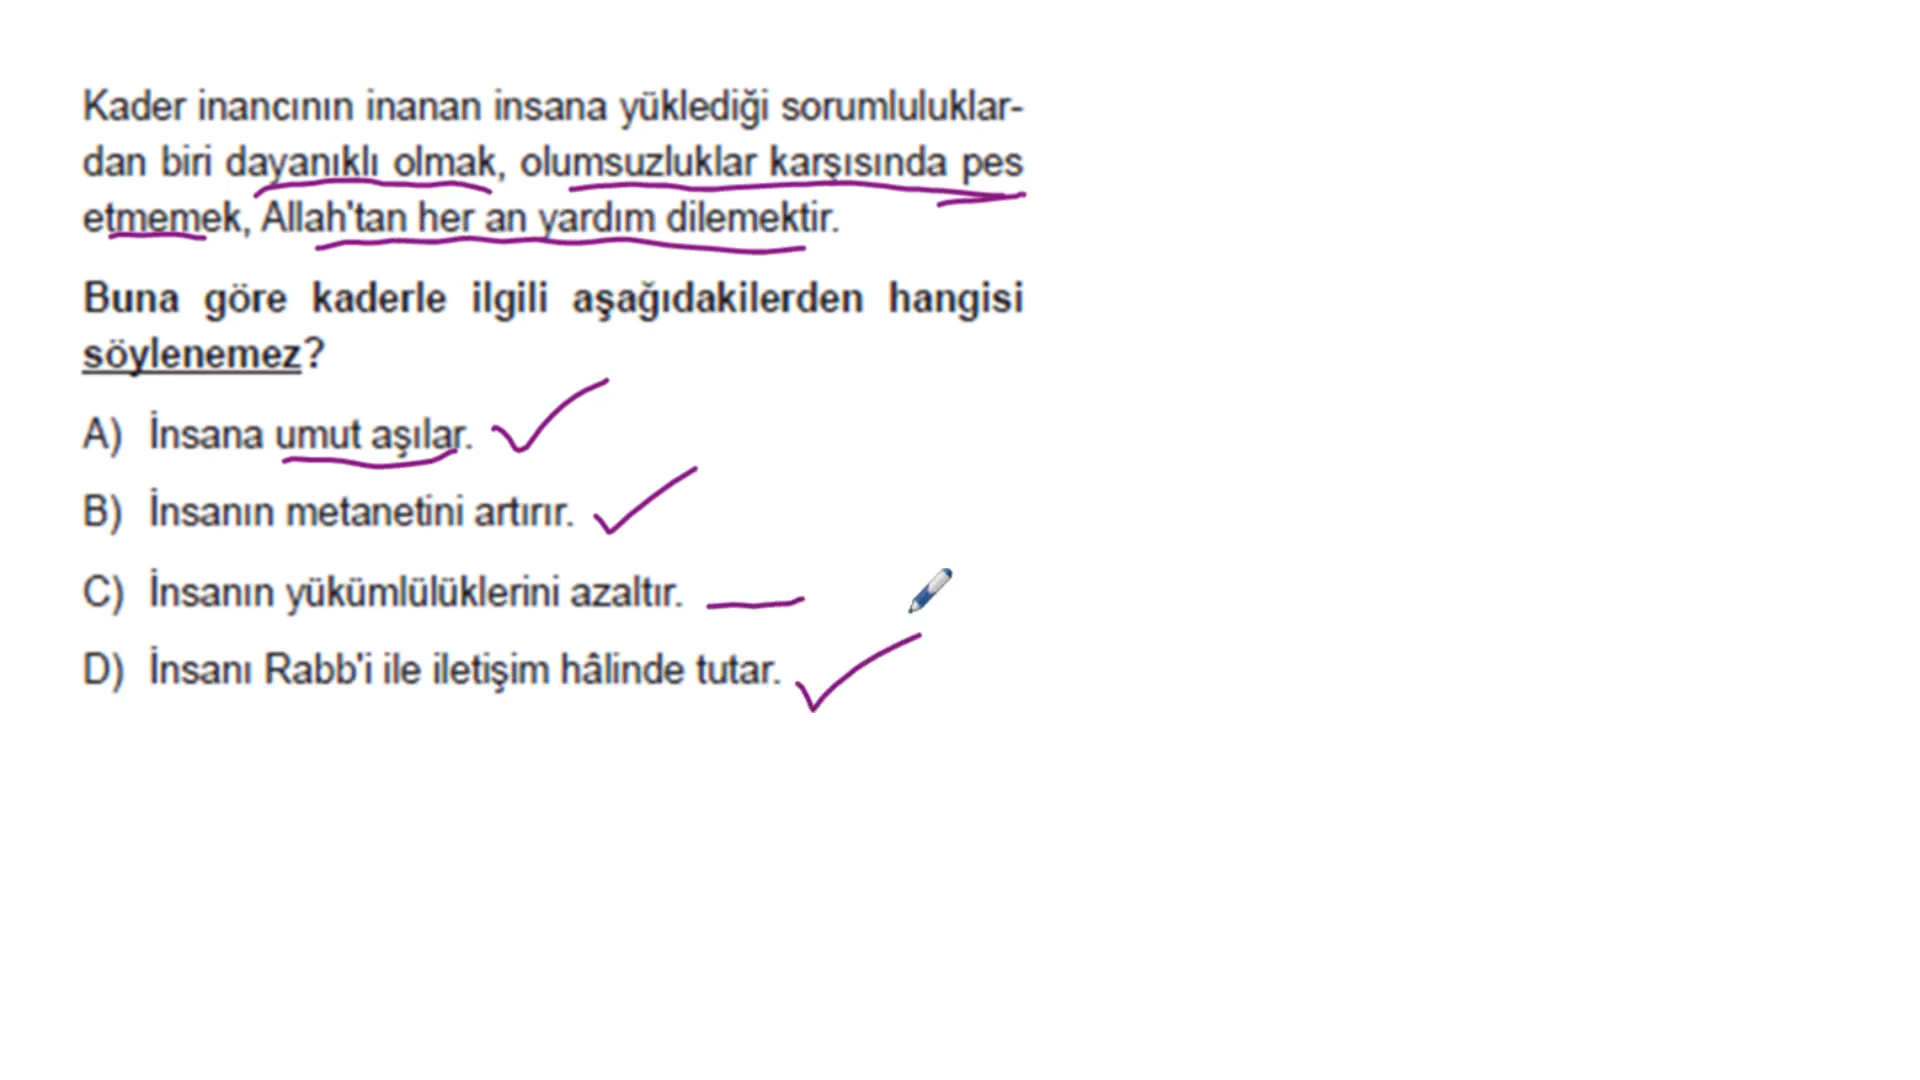 Kader inancının inanan insana yüklediği sorumluluklar-
dan biri dayanıklı olmak, olumsuzluklar karşısında pes
etmemek, Allah'tan her an yardım dilemektir.
Buna göre kaderle ilgili aşağıdakilerden hangisi
söylenemez?
A) İnsana umut aşılar.
B) İnsanın metanetini artırır.
C) İnsanın yükümlülüklerini azaltır.
D) İnsanı Rabb'i ile iletişim hâlinde tutar.